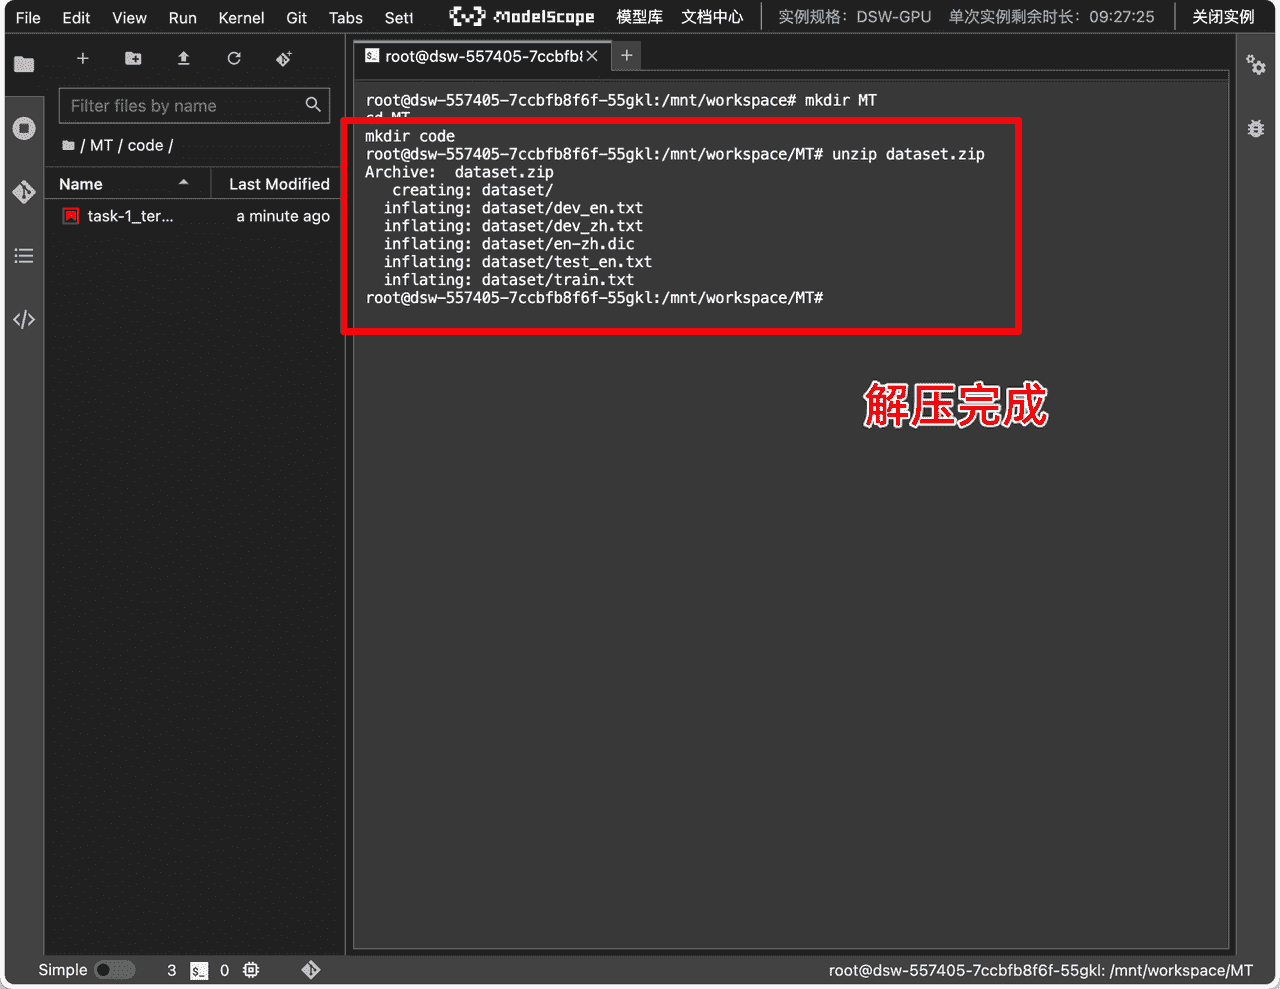 File Edit View Run Kernel Git Tabs Sett ModelScope 模型库 文档中心 实例规格: DSW-GPU 单次实例剩余时长: 09:27:25 关闭实例
root@dsw-557405-7ccbfb8
Filter files by name
/ MT / code /
Name Last Modified
task-1_ter... a minute ago
root@dsw-557405-7ccbfb8f6f-55gkl:/mnt/workspace# mkdir MT
cd MT
mkdir code
root@dsw-557405-7ccbfb8f6f-55gkl:/mnt/workspace/MT# unzip dataset.zip
Archive:  dataset.zip
   creating: dataset/
  inflating: dataset/dev_en.txt
  inflating: dataset/dev_zh.txt
  inflating: dataset/en-zh.dic
  inflating: dataset/test_en.txt
  inflating: dataset/train.txt
root@dsw-557405-7ccbfb8f6f-55gkl:/mnt/workspace/MT#
解压完成
Simple 3 $_ 0 root@dsw-557405-7ccbfb8f6f-55gkl: /mnt/workspace/MT